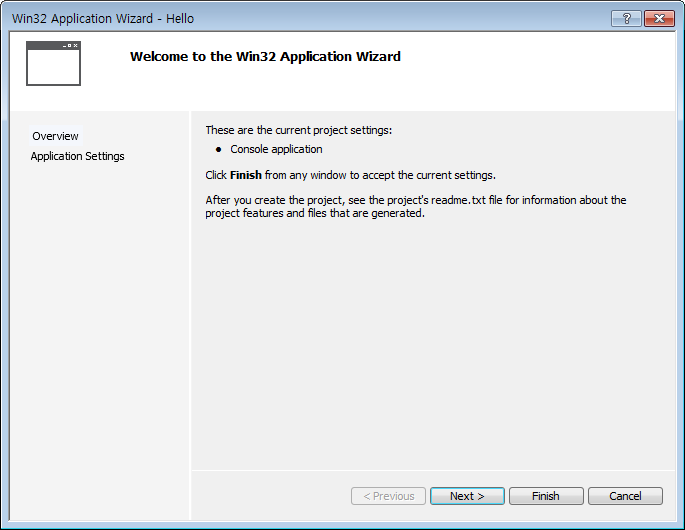 Win32 Application Wizard - Hello
?
Welcome to the Win32 Application Wizard
Overview
Application Settings
These are the current project settings:
● Console application
Click Finish from any window to accept the current settings.
After you create the project, see the project's readme.txt file for information about the
project features and files that are generated.
< Previous
Next >
Finish
Cancel